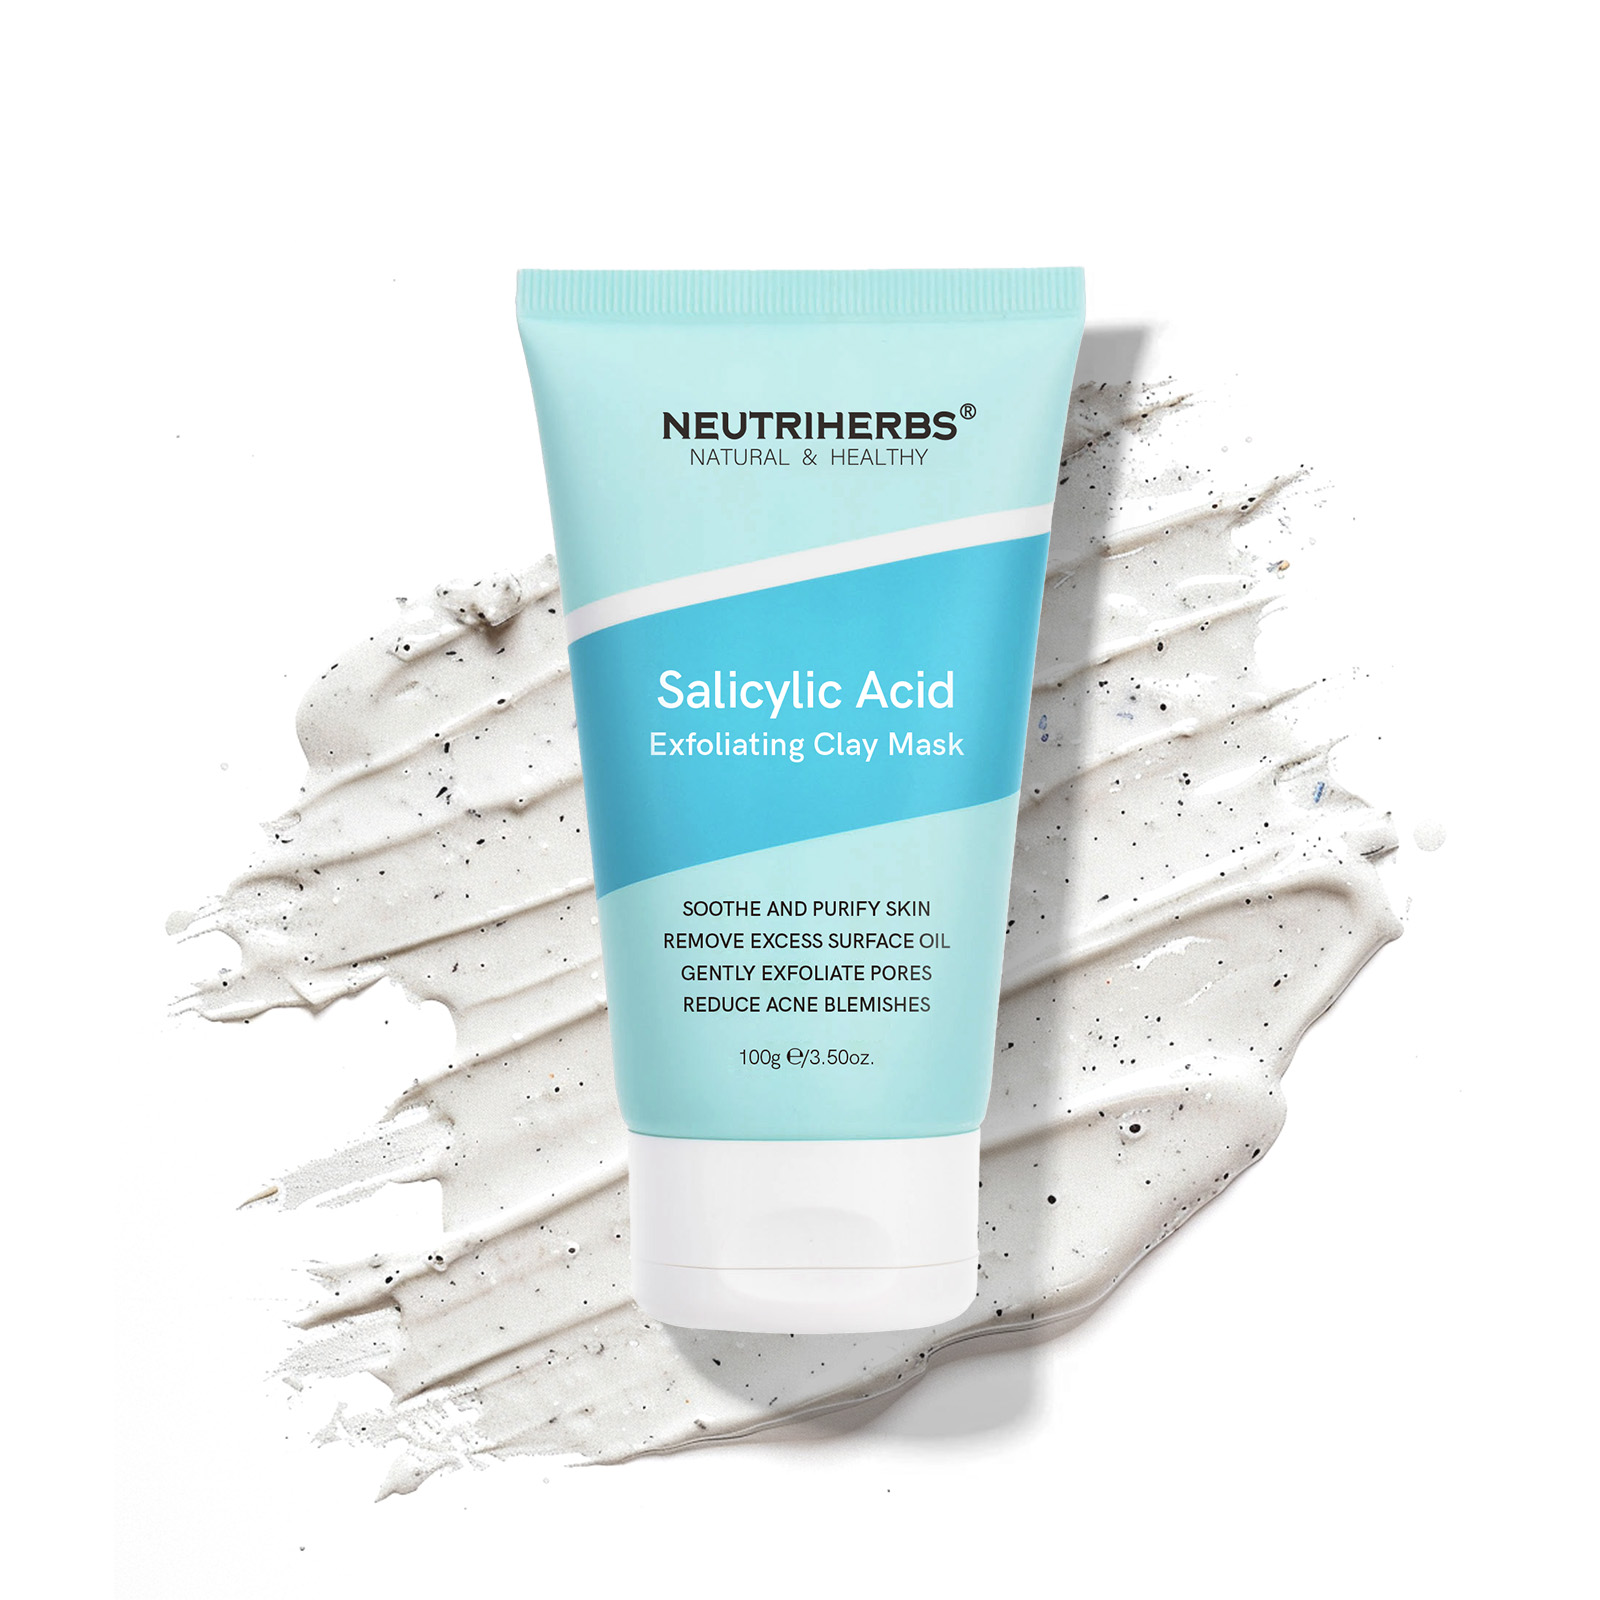 NEUTRIHERBS®
NATURAL & HEALTHY
Salicylic Acid
Exfoliating Clay Mask
SOOTHE AND PURIFY SKIN
REMOVE EXCESS SURFACE OIL
GENTLY EXFOLIATE PORES
REDUCE ACNE BLEMISHES
100g ℮/3.50oz.